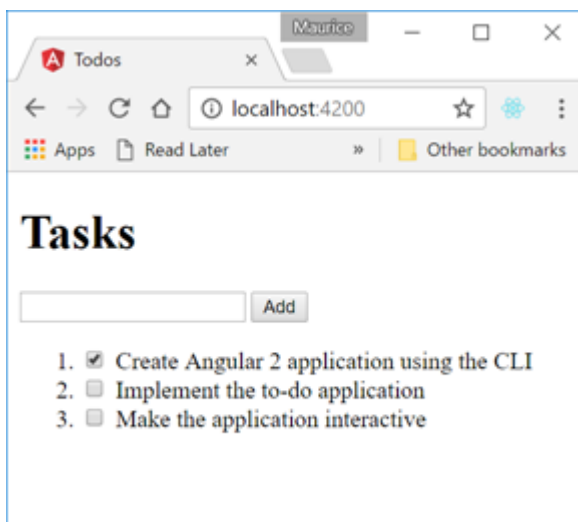 Maurice
Todos
localhost:4200
Apps Read Later » Other bookmarks
Tasks
Add
1. Create Angular 2 application using the CLI
2. Implement the to-do application
3. Make the application interactive